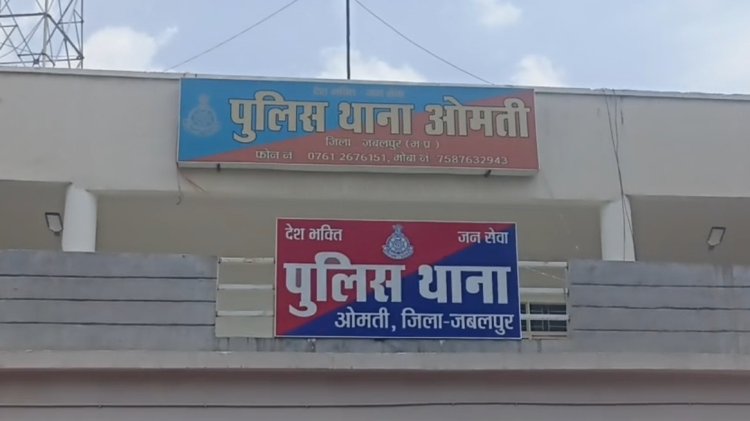 देश भक्ति जन सेवा
पुलिस थाना ओमती
जिला जबलपुर (म.प्र.)
फोन नं 0761 2676151, मोबा नं 7587632943
देश भक्ति जन सेवा
पुलिस थाना
ओमती, जिला-जबलपुर